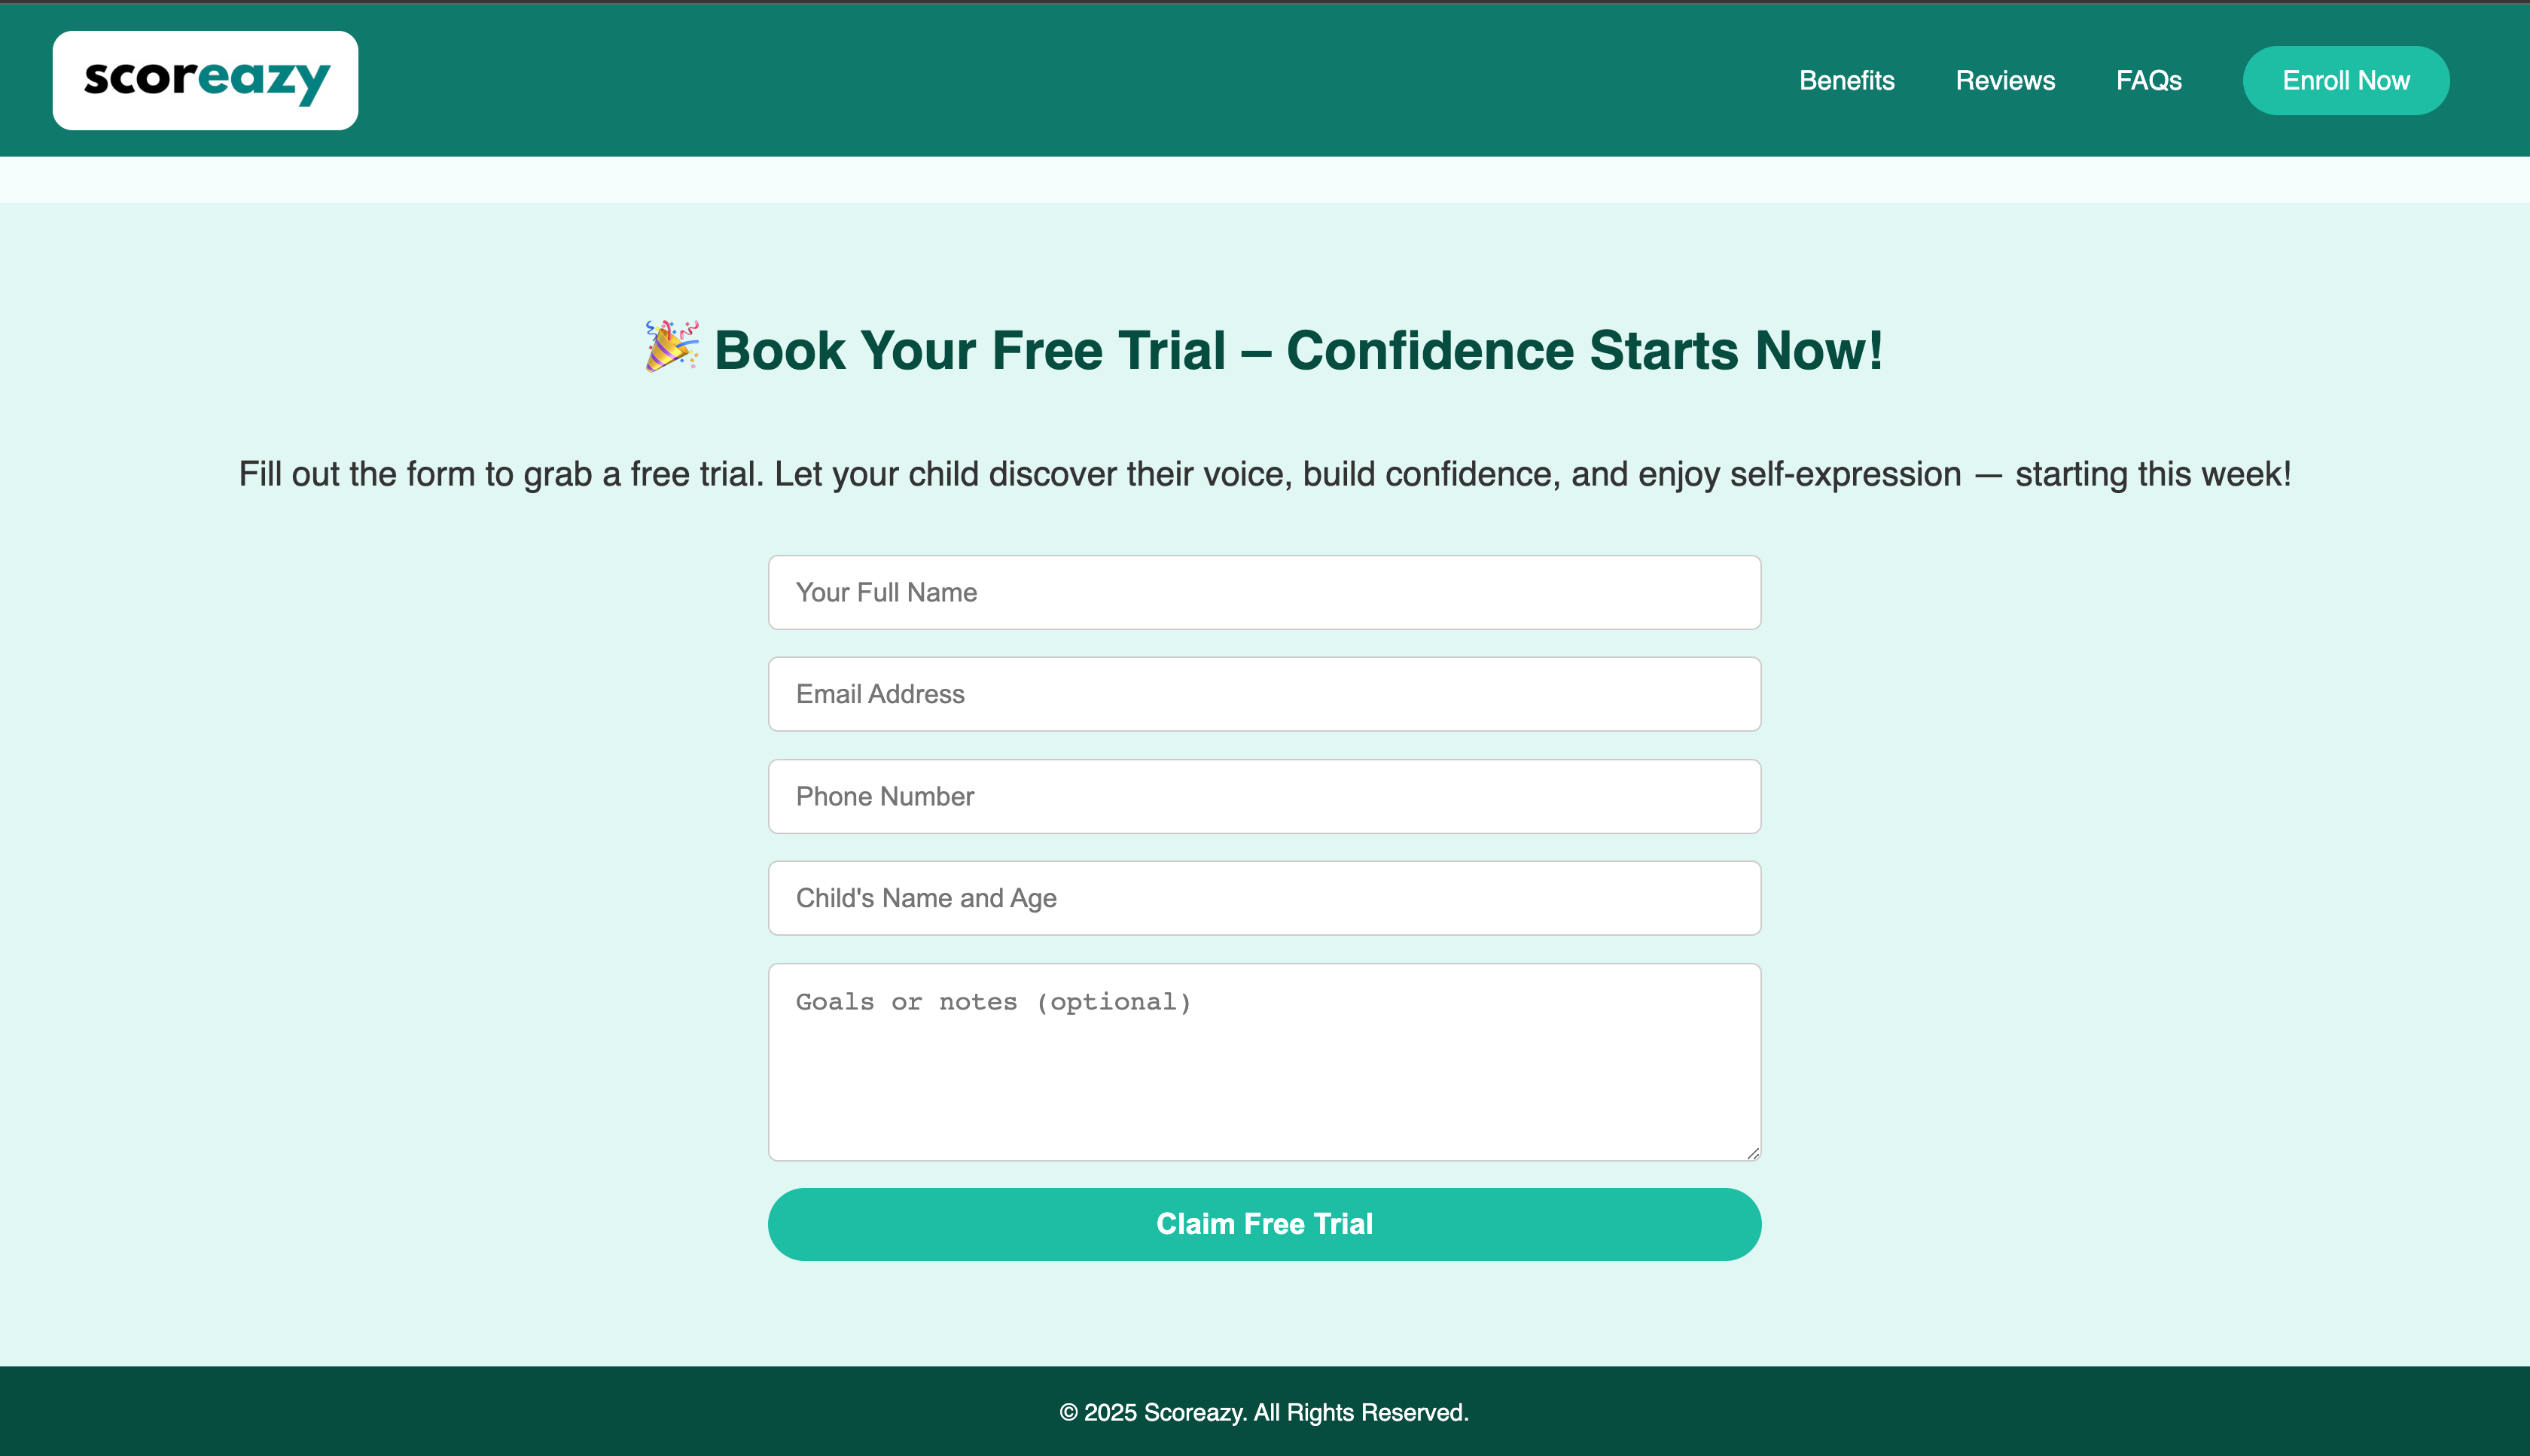 scoreazy
Benefits
Reviews
FAQs
Enroll Now
🎉 Book Your Free Trial – Confidence Starts Now!
Fill out the form to grab a free trial. Let your child discover their voice, build confidence, and enjoy self-expression — starting this week!
Your Full Name
Email Address
Phone Number
Child's Name and Age
Goals or notes (optional)
Claim Free Trial
© 2025 Scoreazy. All Rights Reserved.